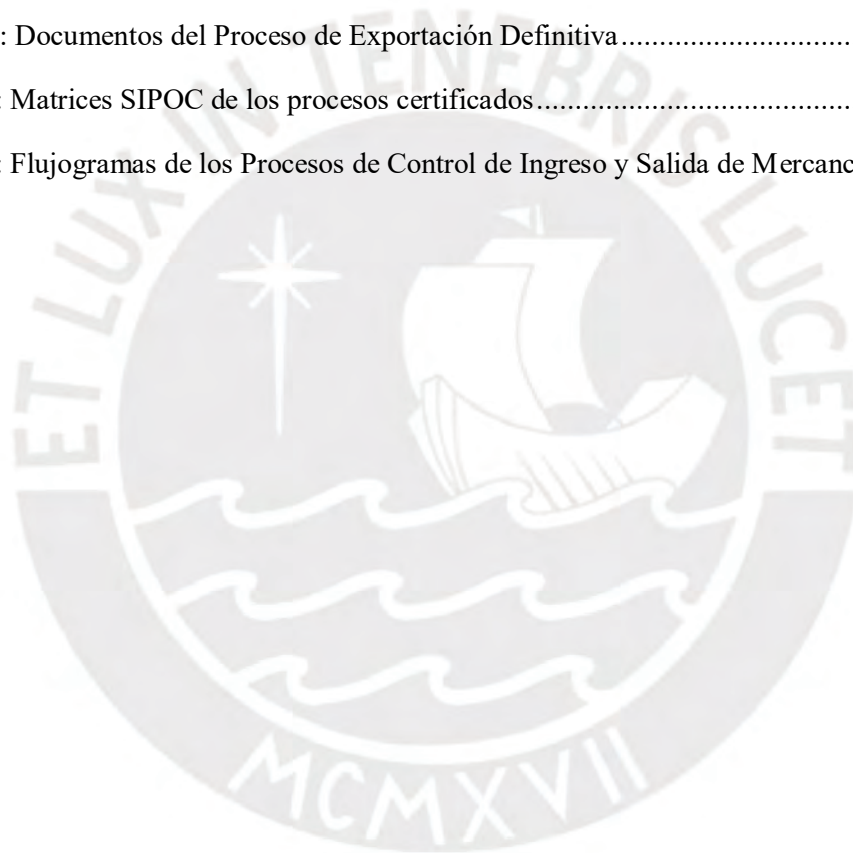 : Documentos del Proceso de Exportación Definitiva..............................
: Matrices SIPOC de los procesos certificados.........................................
: Flujogramas de los Procesos de Control de Ingreso y Salida de Mercanc
ET LUX IN TENEBRIS LUCET
MCMXVII